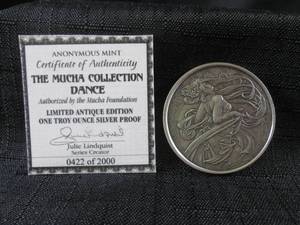 ANONYMOUS MINT
Certificate of Authenticity
THE MUCHA COLLECTION
DANCE
Authorized by the Mucha Foundation
LIMITED ANTIQUE EDITION
ONE TROY OUNCE SILVER PROOF
Julie Lindquist
Series Creator
0422 of 2000